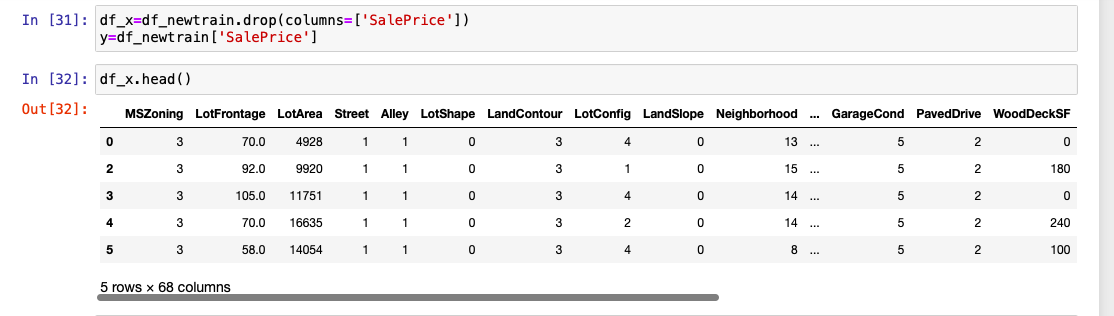 In [31]: df_x=df_newtrain.drop(columns=['SalePrice'])
y=df_newtrain['SalePrice']
In [32]: df_x.head()
Out[32]:
MSZoning LotFrontage LotArea Street Alley LotShape LandContour LotConfig LandSlope Neighborhood ... GarageCond PavedDrive WoodDeckSF
0 3 70.0 4928 1 1 0 3 4 0 13 ... 5 2 0
2 3 92.0 9920 1 1 0 3 1 0 15 ... 5 2 180
3 3 105.0 11751 1 1 0 3 4 0 14 ... 5 2 0
4 3 70.0 16635 1 1 0 3 2 0 14 ... 5 2 240
5 3 58.0 14054 1 1 0 3 4 0 8 ... 5 2 100
5 rows × 68 columns